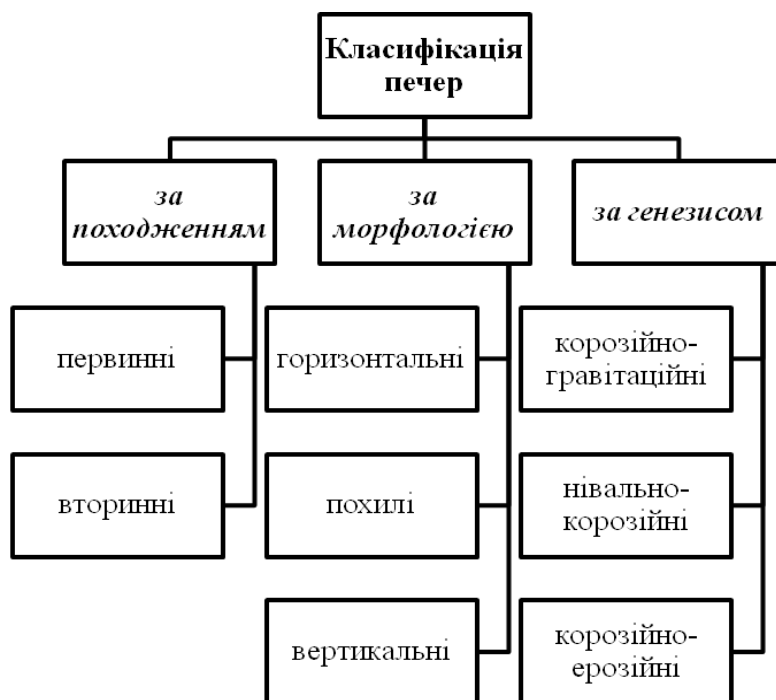 Класифікація
печер
за
походженням
за
морфологією
за генезисом
первинні
горизонтальні
корозійно-
гравітаційні
вторинні
похилі
нівально-
корозійні
вертикальні
корозійно-
ерозійні